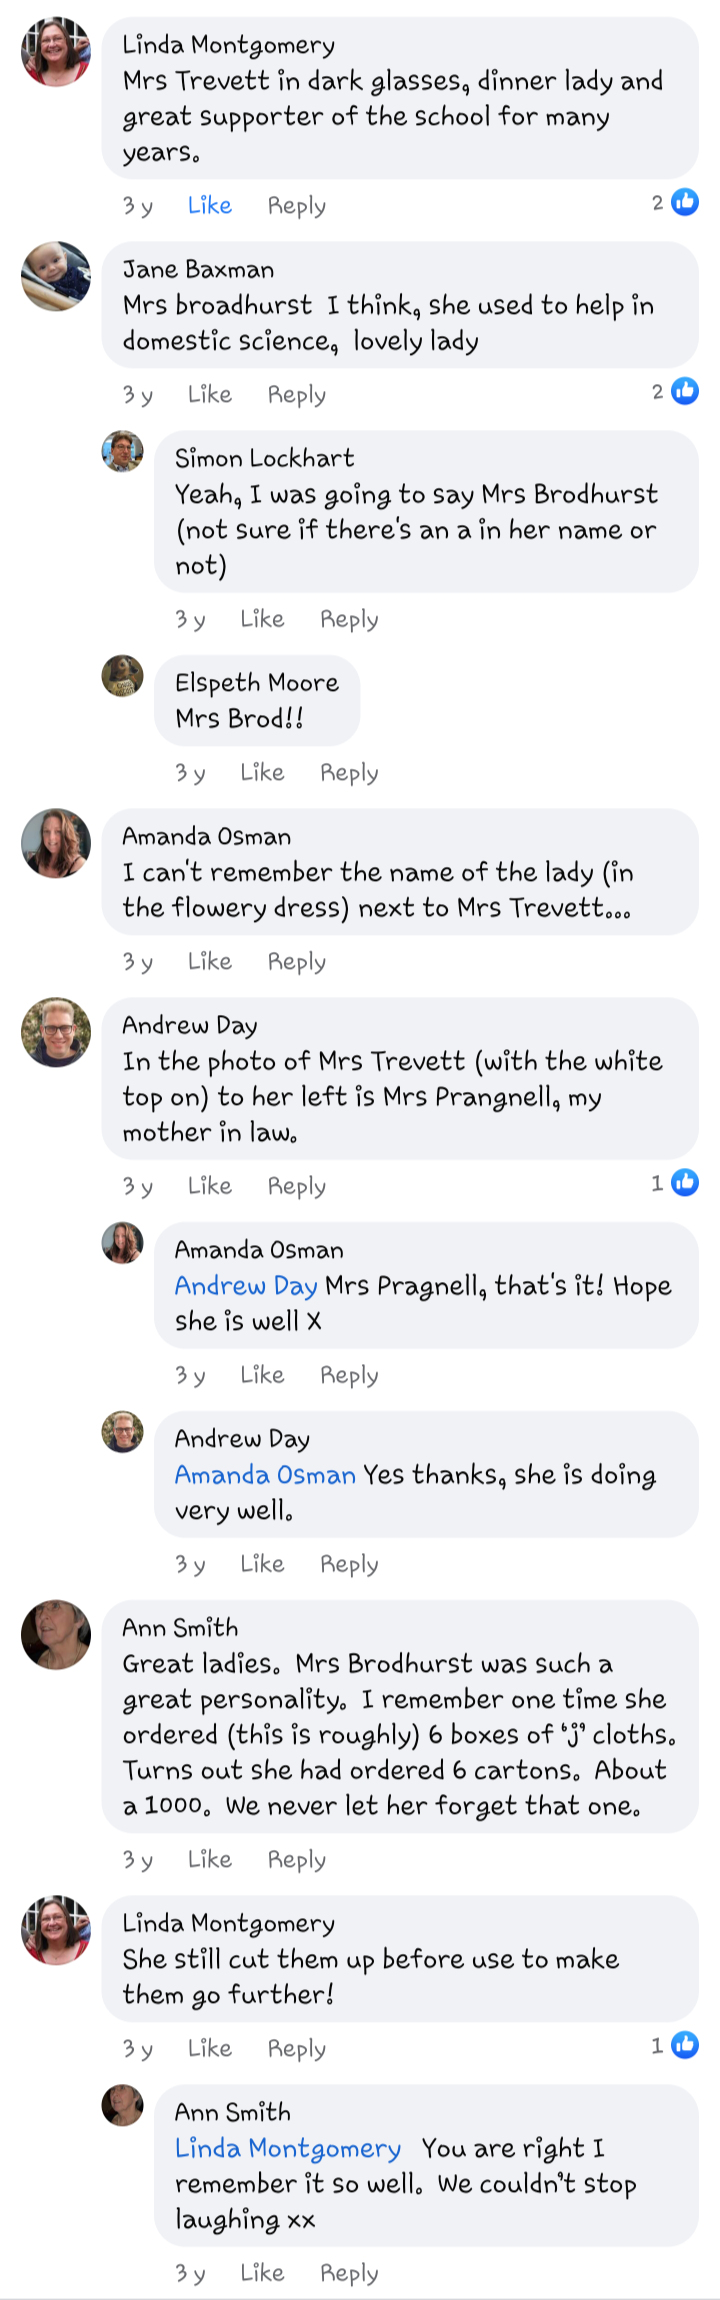 Linda Montgomery
Mrs Trevett in dark glasses, dinner lady and
great supporter of the school for many
years.
3 y Like Reply 2
Jane Baxman
Mrs broadhurst I think, she used to help in
domestic science, lovely lady
3 y Like Reply 2
Simon Lockhart
Yeah, I was going to say Mrs Brodhurst
(not sure if there's an a in her name or
not)
3 y Like Reply
Elspeth Moore
Mrs Brod!!
3 y Like Reply
Amanda Osman
I can't remember the name of the lady (in
the flowery dress) next to Mrs Trevett...
3 y Like Reply
Andrew Day
In the photo of Mrs Trevett (with the white
top on) to her left is Mrs Prangnell, my
mother in law.
3 y Like Reply 1
Amanda Osman
Andrew Day Mrs Pragnell, that's it! Hope
she is well X
3 y Like Reply
Andrew Day
Amanda Osman Yes thanks, she is doing
very well.
3 y Like Reply
Ann Smith
Great ladies. Mrs Brodhurst was such a
great personality. I remember one time she
ordered (this is roughly) 6 boxes of ‘j’ cloths.
Turns out she had ordered 6 cartons. About
a 1000. We never let her forget that one.
3 y Like Reply
Linda Montgomery
She still cut them up before use to make
them go further!
3 y Like Reply 1
Ann Smith
Linda Montgomery You are right I
remember it so well. We couldn’t stop
laughing xx
3 y Like Reply